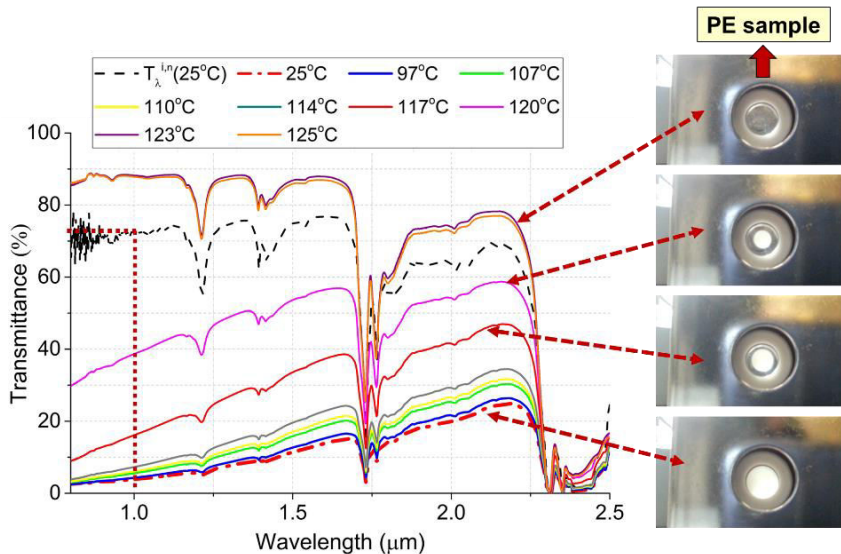 PE sample
T_λ^{i,n}(25°C) 25°C 97°C 107°C
110°C 114°C 117°C 120°C
123°C 125°C
100
80
60
40
20
0
Transmittance (%)
1.0 1.5 2.0 2.5
Wavelength (μm)